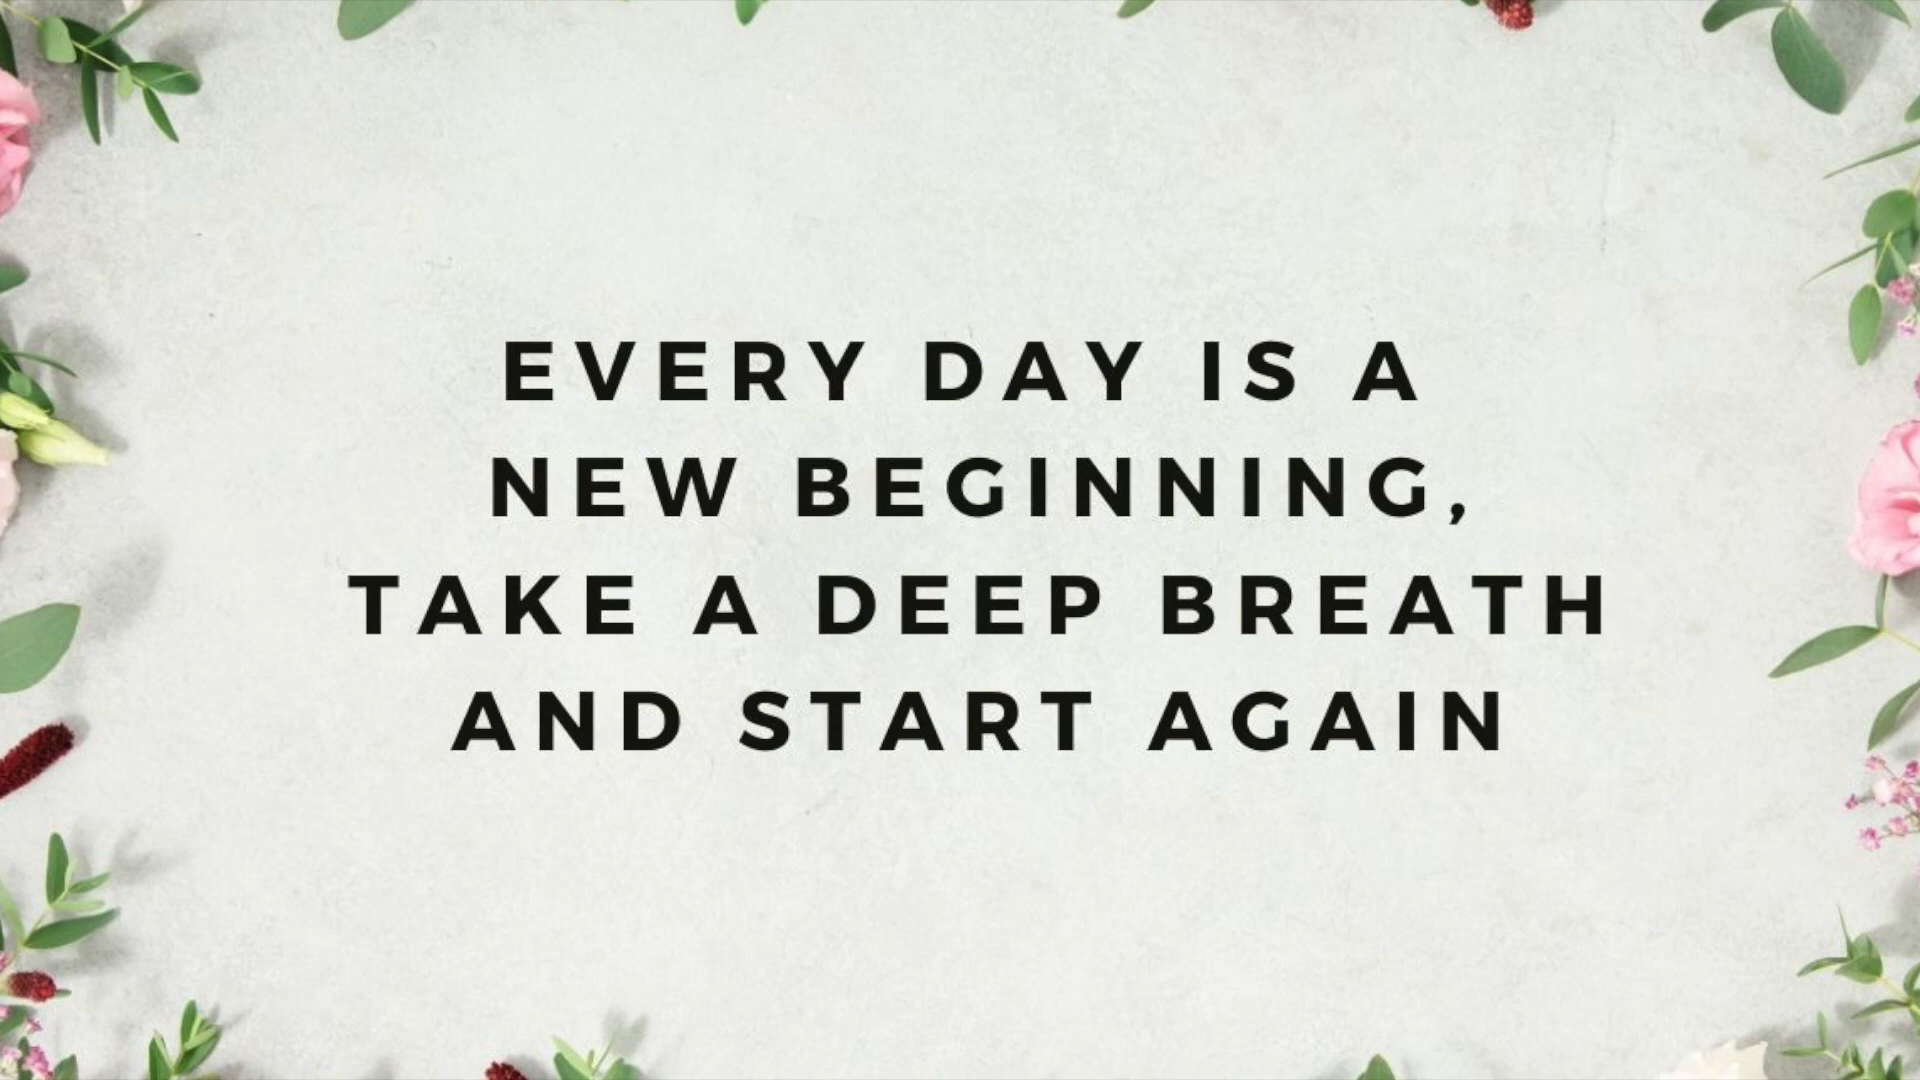 EVERY DAY IS A
NEW BEGINNING,
TAKE A DEEP BREATH
AND START AGAIN